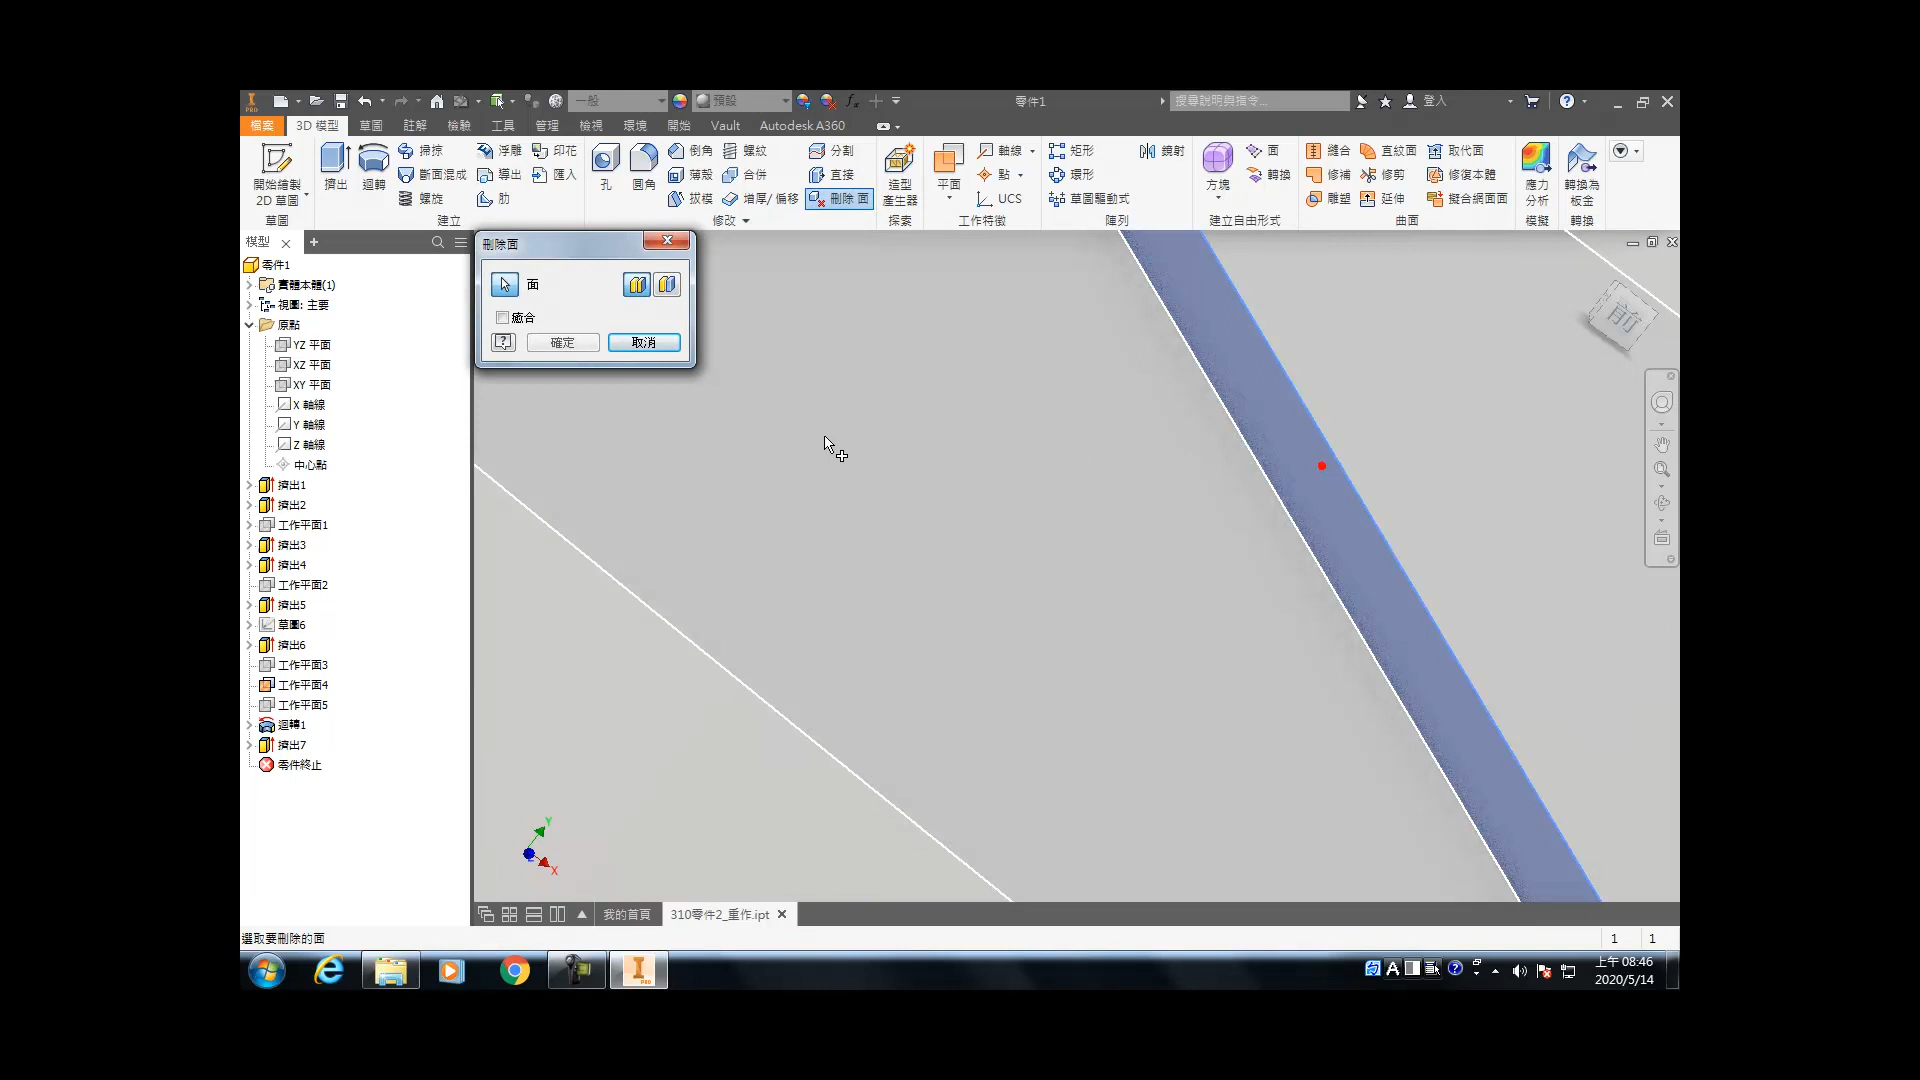 PRO 一般 預設 fx 零件1 搜尋說明與指令... 登入
檔案 3D 模型 草圖 註解 檢驗 工具 管理 檢視 環境 開始 Vault Autodesk A360
掃掠 浮雕 印花 倒角 螺紋 分割 軸線 矩形 鏡射 面 縫合 直紋面 取代面
開始繪製 2D 草圖 擠出 迴轉 斷面混成 導出 匯入 孔 圓角 薄殼 合併 直接 造型產生器 平面 點 環形 方塊 轉換 修補 修剪 修復本體 應力分析 轉換為板金
螺旋 肋 拔模 增厚/ 偏移 刪除 面 UCS 草圖驅動式 雕塑 延伸 擬合網面面
草圖 建立 修改 探索 工作特徵 陣列 建立自由形式 曲面 模擬 轉換
模型
零件1
實體本體(1)
視圖: 主要
原點
YZ 平面
XZ 平面
XY 平面
X 軸線
Y 軸線
Z 軸線
中心點
擠出1
擠出2
工作平面1
擠出3
擠出4
工作平面2
擠出5
草圖6
擠出6
工作平面3
工作平面4
工作平面5
迴轉1
擠出7
零件終止
刪除面
面
癒合
確定 取消
前
Y
Z
X
我的首頁 310零件2_重作.ipt
選取要刪除的面 1 1
PRO A 上午 08:46
2020/5/14